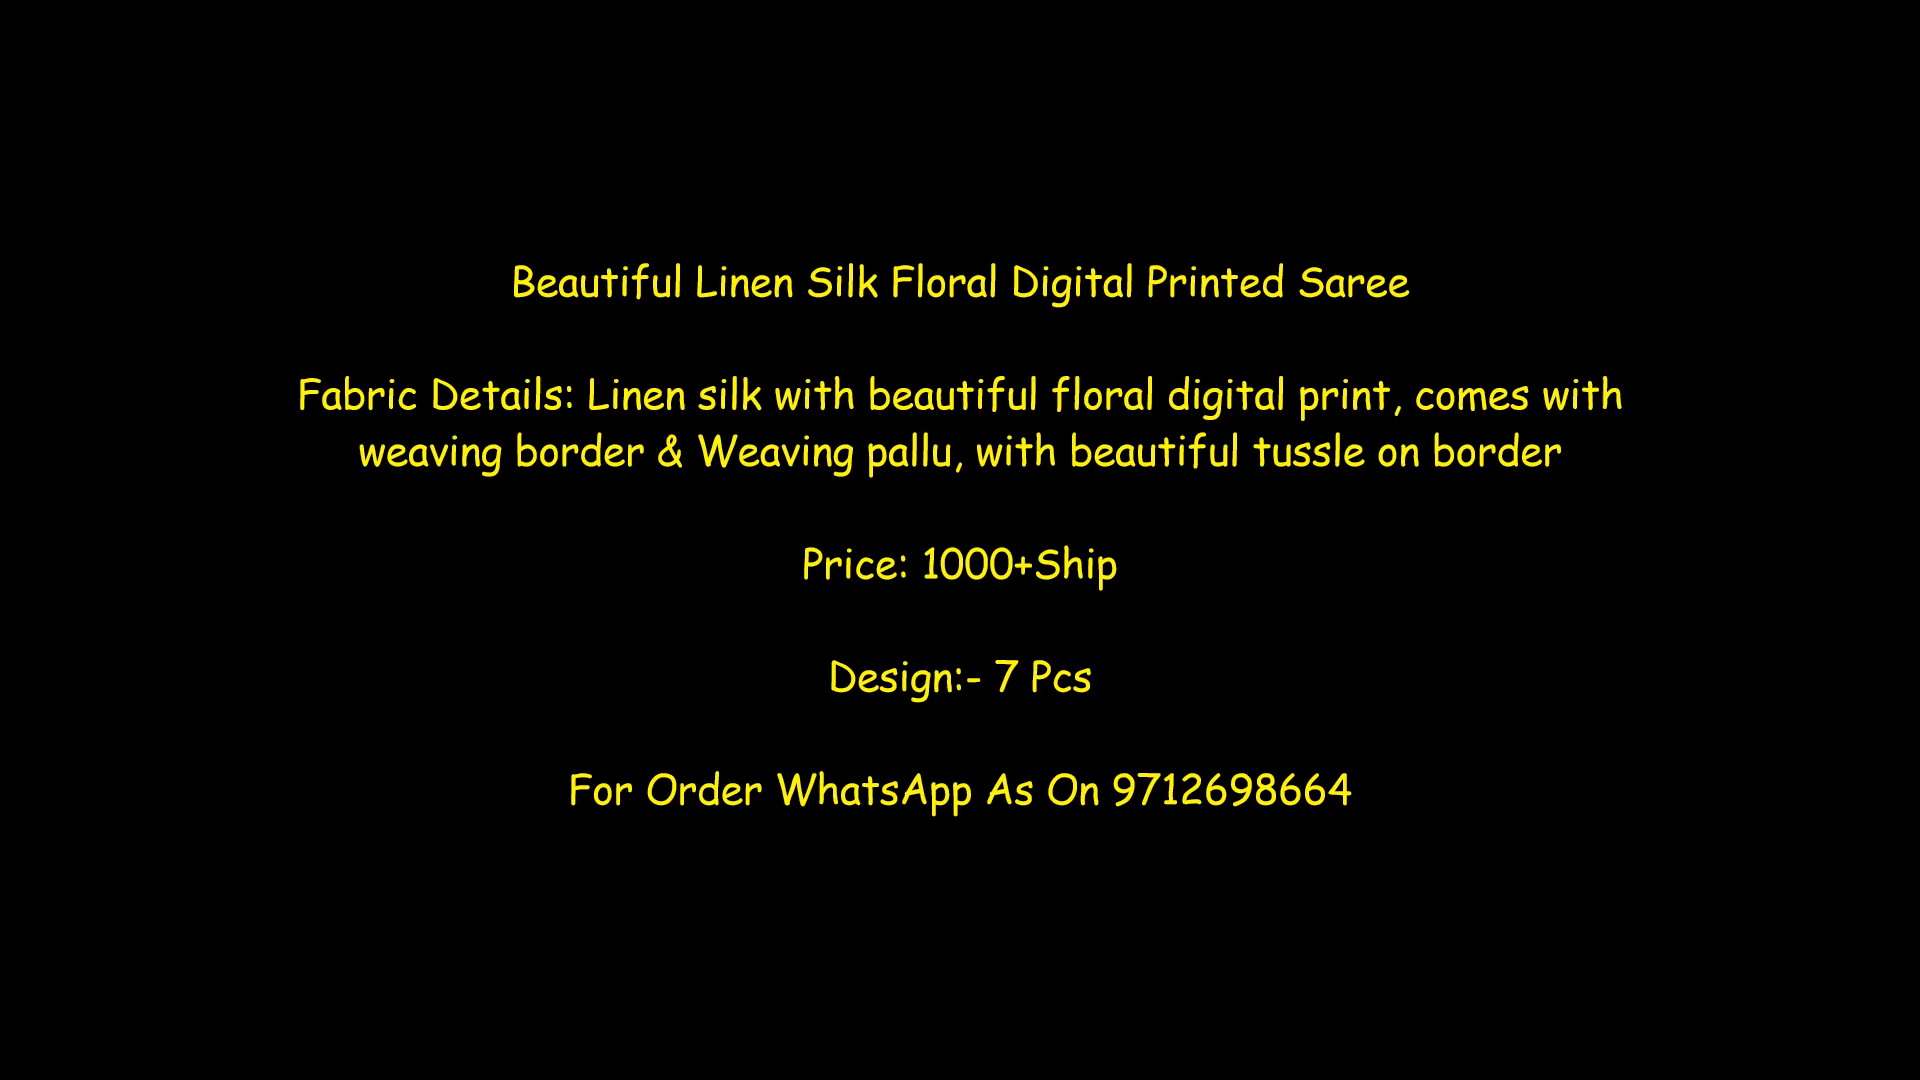 Beautiful Linen Silk Floral Digital Printed Saree
Fabric Details: Linen silk with beautiful floral digital print, comes with
weaving border & Weaving pallu, with beautiful tussle on border
Price: 1000+Ship
Design:- 7 Pcs
For Order WhatsApp As On 9712698664